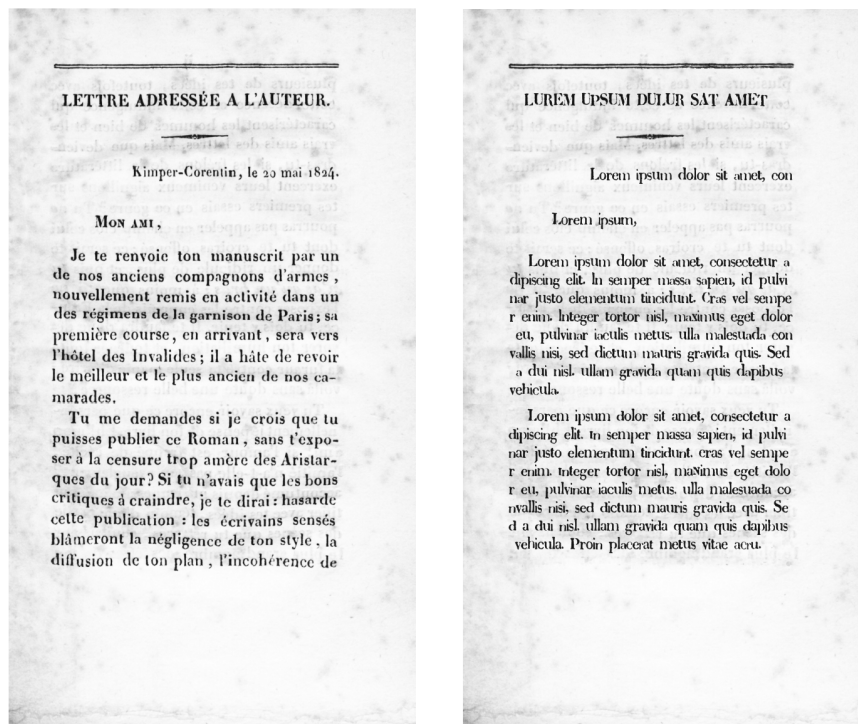 LETTRE ADRESSÉE A L'AUTEUR.
Kimper-Corentin, le 20 mai 1824.
MON AMI,
Je te renvoie ton manuscrit par un
de nos anciens compagnons d'armes,
nouvellement remis en activité dans un
des régimens de la garnison de Paris; sa
première course, en arrivant, sera vers
l'hôtel des Invalides; il a hâte de revoir
le meilleur et le plus ancien de nos ca-
marades.
Tu me demandes si je crois que tu
puisses publier ce Roman, sans t'expo-
ser à la censure trop amère des Aristar-
ques du jour? Si tu n'avais que les bons
critiques à craindre, je te dirai: hasarde
cette publication: les écrivains sensés
blâmeront la négligence de ton style, la
diffusion de ton plan, l'incohérence de
LUREM UPSUM DULUR SAT AMET
Lorem ipsum dolor sit amet, con
Lorem ipsum,
Lorem ipsum dolor sit amet, consectetur a
dipiscing elit. In semper massa sapien, id pulvi
nar justo elementum tincidunt. Cras vel sempe
r enim. Integer tortor nisl, maximus eget dolor
eu, pulvinar iaculis metus. ulla malesuada con
vallis nisi, sed dictum mauris gravida quis. Sed
a dui nisl. ullam gravida quam quis dapibus
vehicula.
Lorem ipsum dolor sit amet, consectetur a
dipiscing elit. In semper massa sapien, id pulvi
nar justo elementum tincidunt. cras vel sempe
r enim. Integer tortor nisl, maximus eget dolo
r eu, pulvinar iaculis metus. ulla malesuada co
nvallis nisi, sed dictum mauris gravida quis. Se
d a dui nisl. ullam gravida quam quis dapibus
vehicula. Proin placerat metus vitae acru.